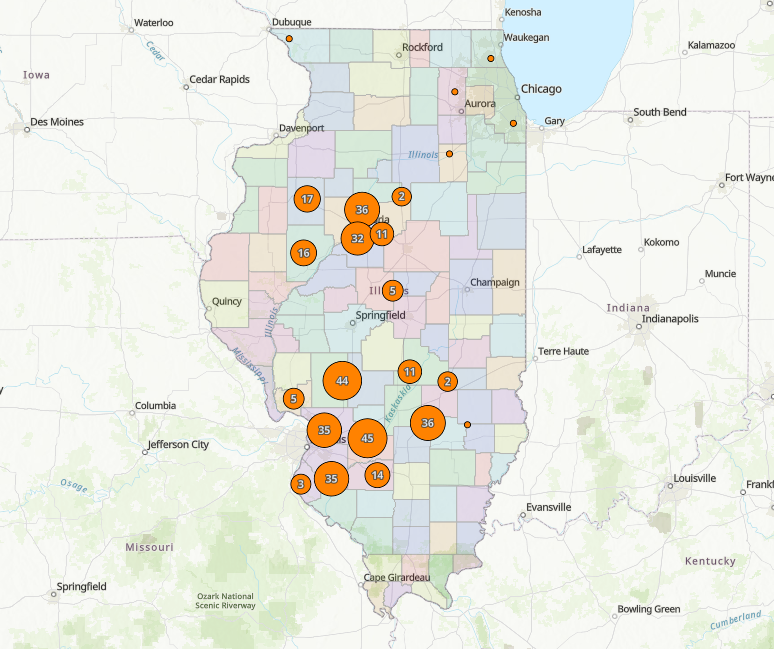 Kenosha
Waterloo
Dubuque
Waukegan
Rockford
Kalamazoo
Cedar
Iowa
Cedar Rapids
Chicago
Aurora
South Bend
Des Moines
Gary
Davenport
Illinois
Fort Wayne
17
2
36
32
11
16
Lafayette
Kokomo
Muncie
Champaign
5
Quincy
Illinois
Springfield
Indiana
Indianapolis
Mississippi
Terre Haute
11
44
2
5
Kaskaskia
Columbia
35
36
45
Jefferson City
14
35
3
Osage
Louisville
Frankf
Evansville
Missouri
Kentucky
Cape Girardeau
Springfield
Ozark National
Scenic Riverway
Bowling Green
Cumberland